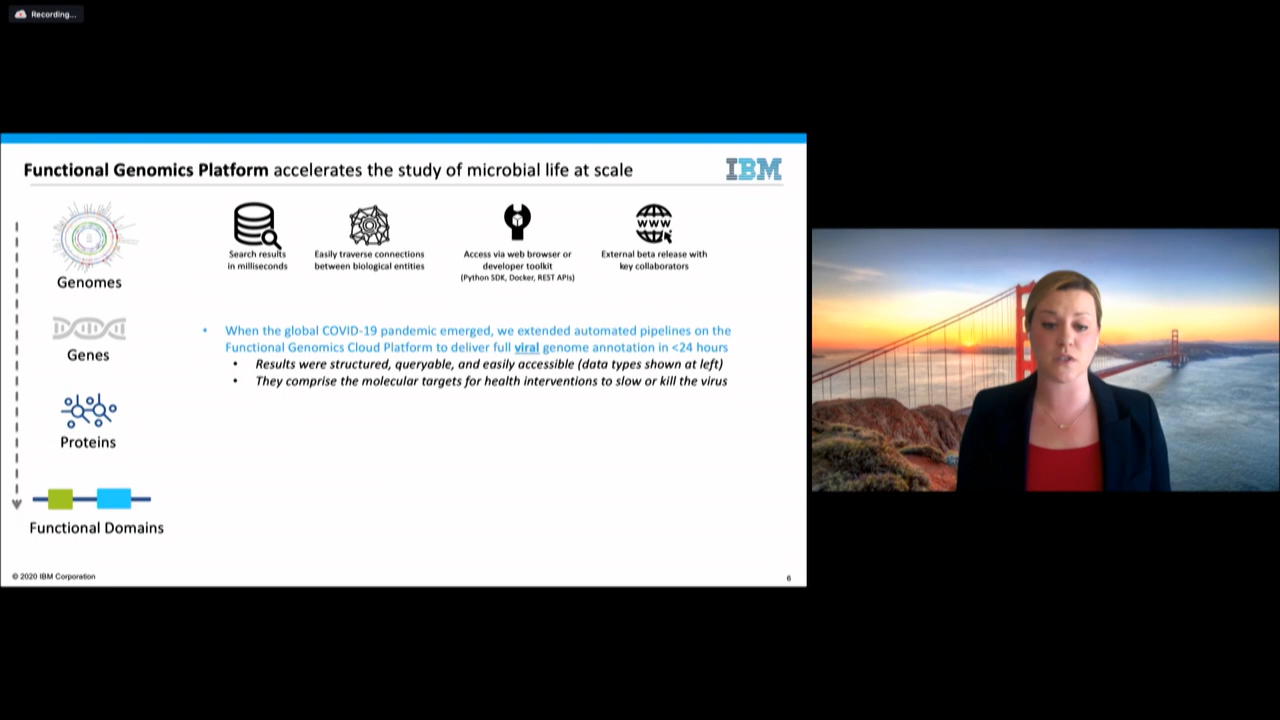 Recording...
Functional Genomics Platform accelerates the study of microbial life at scale
IBM
Genomes
Genes
Proteins
Functional Domains
Search results
in milliseconds
Easily traverse connections
between biological entities
Access via web browser or
developer toolkit
(Python SDK, Docker, REST APIs)
WWW
External beta release with
key collaborators
• When the global COVID-19 pandemic emerged, we extended automated pipelines on the
Functional Genomics Cloud Platform to deliver full viral genome annotation in <24 hours
• Results were structured, queryable, and easily accessible (data types shown at left)
• They comprise the molecular targets for health interventions to slow or kill the virus
© 2020 IBM Corporation
6